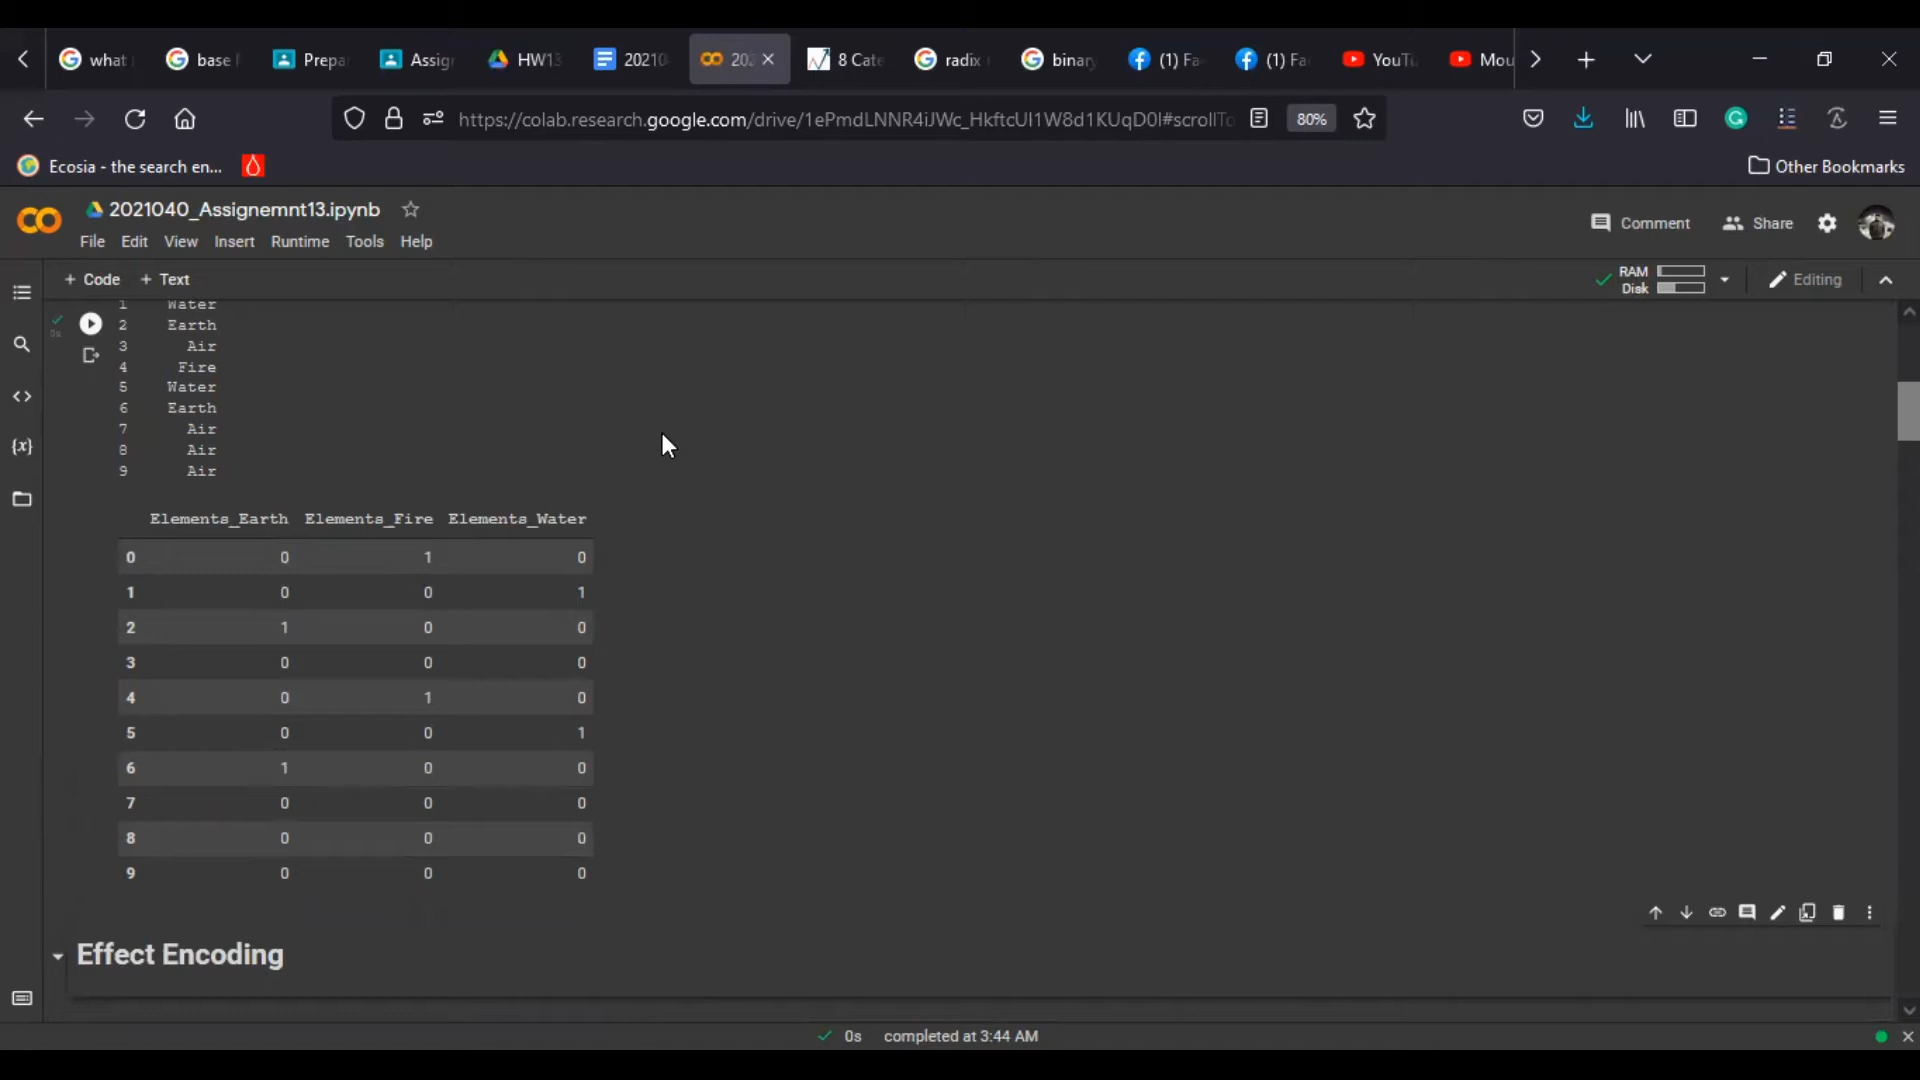 what
base
Prepa
Assig
HW13
20210
202
8 Cate
radix
binary
(1) Fa
(1) Fa
YouTu
Mou
https://colab.research.google.com/drive/1ePmdLNNR4iJWc_HkftcUI1W8d1KUqD0I#scrollTo
80%
Ecosia - the search en...
Other Bookmarks
2021040_Assignemnt13.ipynb
Comment
Share
File Edit View Insert Runtime Tools Help
+ Code + Text
RAM
Disk
Editing
1 Water
2 Earth
3 Air
4 Fire
5 Water
6 Earth
7 Air
8 Air
9 Air
Elements_Earth Elements_Fire Elements_Water
0 0 1 0
1 0 0 1
2 1 0 0
3 0 0 0
4 0 1 0
5 0 0 1
6 1 0 0
7 0 0 0
8 0 0 0
9 0 0 0
Effect Encoding
0s completed at 3:44 AM